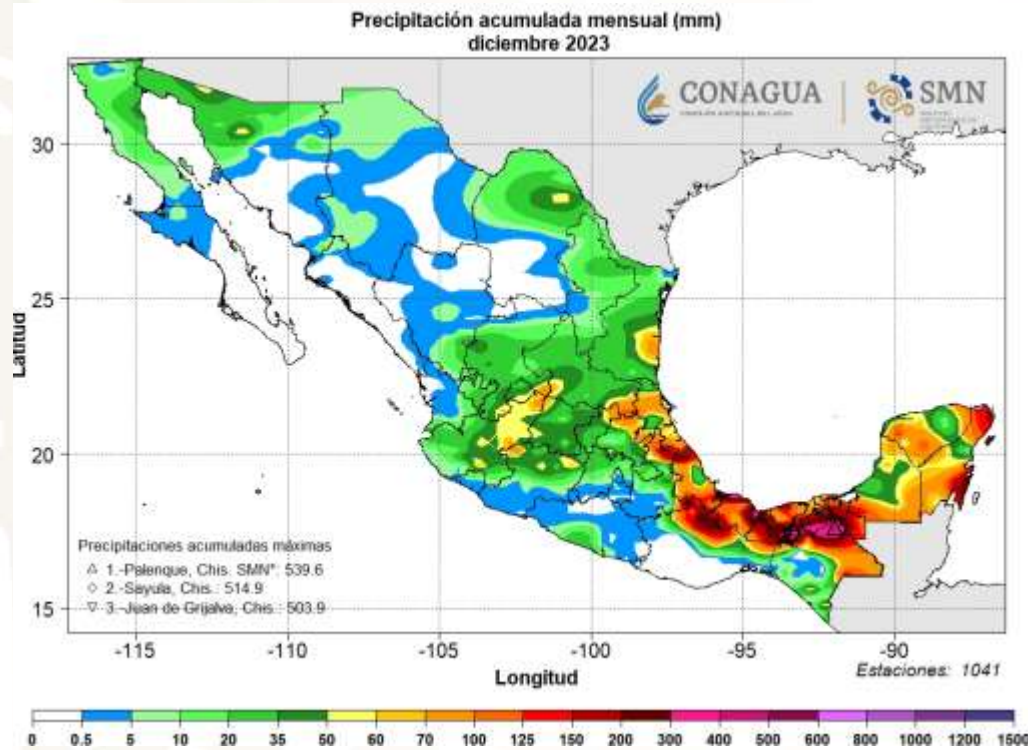 Precipitación acumulada mensual (mm)
diciembre 2023
CONAGUA
SMN
30
25
20
15
Latitud
Precipitaciones acumuladas máximas
1.-Palenque, Chis. SMN*: 539.6
2.-Sayula, Chis.: 514.9
3.-Juan de Grijalva, Chis.: 503.9
-115 -110 -105 -100 -95 -90
Longitud
Estaciones: 1041
0 0.5 5 10 20 35 50 60 70 100 125 150 200 300 400 500 600 800 1000 1200 1500